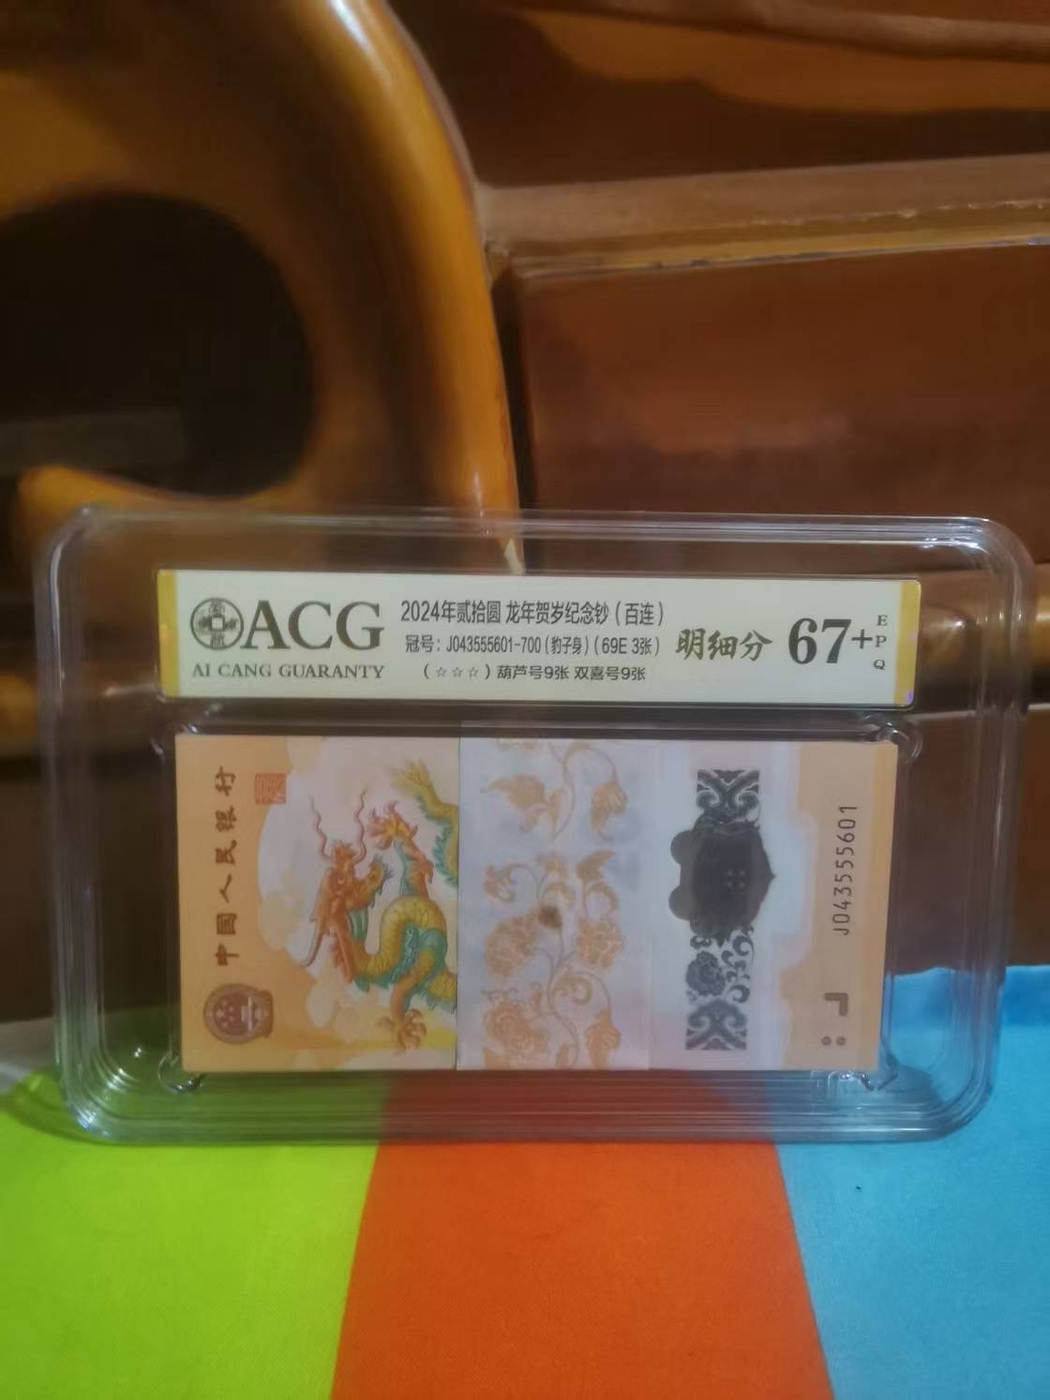 ACG
AI CANG GUARANTY
2024年贰拾圆 龙年贺岁纪念钞（百连）
冠号：J043555601-700（豹子身）（69E 3张）
（☆☆☆）葫芦号9张 双喜号9张
明细分
67+
EPQ
中国人民银行
J043555601